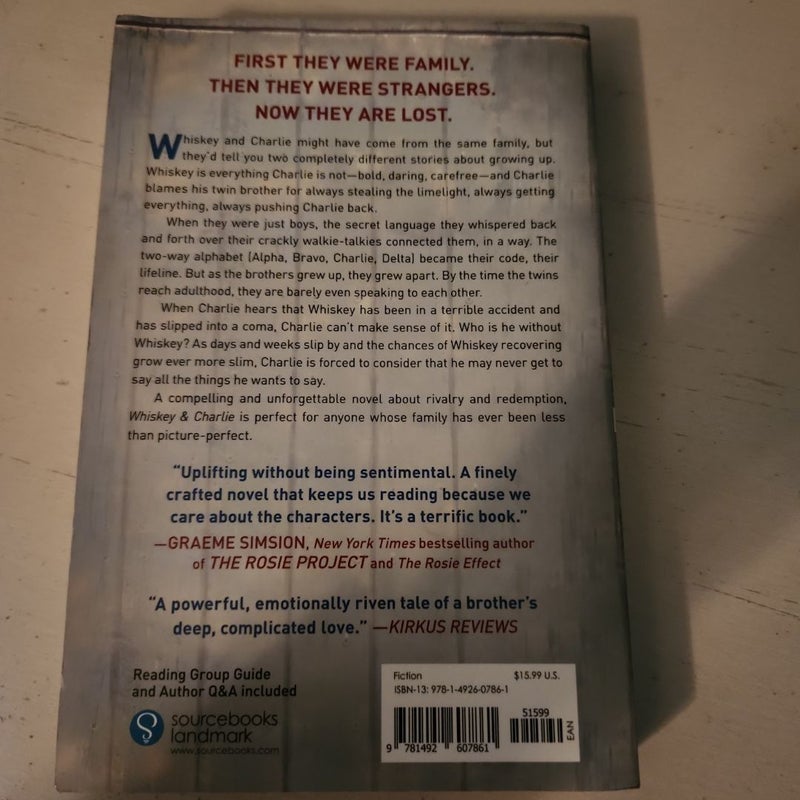 FIRST THEY WERE FAMILY.
THEN THEY WERE STRANGERS.
NOW THEY ARE LOST.
Whiskey and Charlie might have come from the same family, but
they'd tell you two completely different stories about growing up.
Whiskey is everything Charlie is not—bold, daring, carefree—and Charlie
blames his twin brother for always stealing the limelight, always getting
everything, always pushing Charlie back.
When they were just boys, the secret language they whispered back
and forth over their crackly walkie-talkies connected them, in a way. The
two-way alphabet (Alpha, Bravo, Charlie, Delta) became their code, their
lifeline. But as the brothers grew up, they grew apart. By the time the twins
reach adulthood, they are barely even speaking to each other.
When Charlie hears that Whiskey has been in a terrible accident and
has slipped into a coma, Charlie can't make sense of it. Who is he without
Whiskey? As days and weeks slip by and the chances of Whiskey recovering
grow ever more slim, Charlie is forced to consider that he may never get to
say all the things he wants to say.
A compelling and unforgettable novel about rivalry and redemption,
Whiskey & Charlie is perfect for anyone whose family has ever been less
than picture-perfect.
"Uplifting without being sentimental. A finely
crafted novel that keeps us reading because we
care about the characters. It's a terrific book."
—GRAEME SIMSION, New York Times bestselling author
of THE ROSIE PROJECT and The Rosie Effect
"A powerful, emotionally riven tale of a brother's
deep, complicated love." —KIRKUS REVIEWS
Reading Group Guide
and Author Q&A included
sourcebooks
landmark
www.sourcebooks.com
Fiction $15.99 U.S.
ISBN-13: 978-1-4926-0786-1
51599
EAN
9 781492 607861